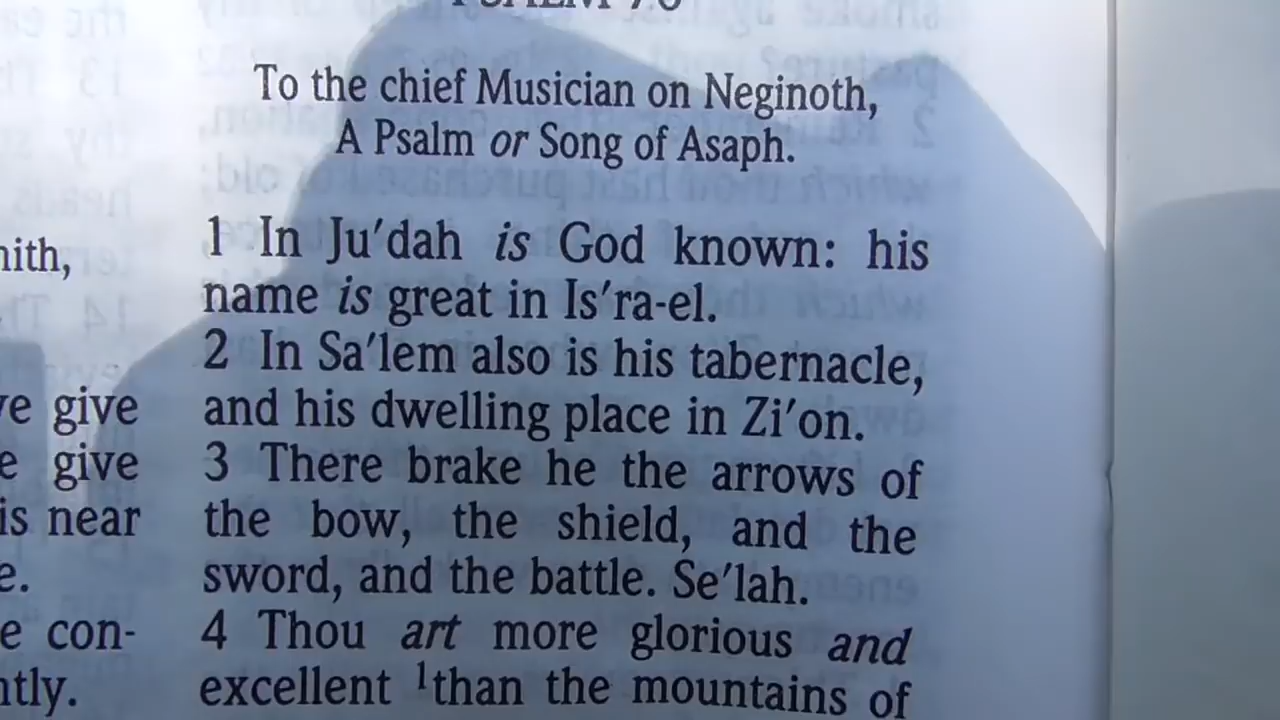 PSALM 76
To the chief Musician on Neginoth,
A Psalm or Song of Asaph.
1 In Ju′dah is God known: his
name is great in Is′ra-el.
2 In Sa′lem also is his tabernacle,
and his dwelling place in Zi′on.
3 There brake he the arrows of
the bow, the shield, and the
sword, and the battle. Se′lah.
4 Thou art more glorious and
excellent ¹than the mountains of
give
give
is near
con-